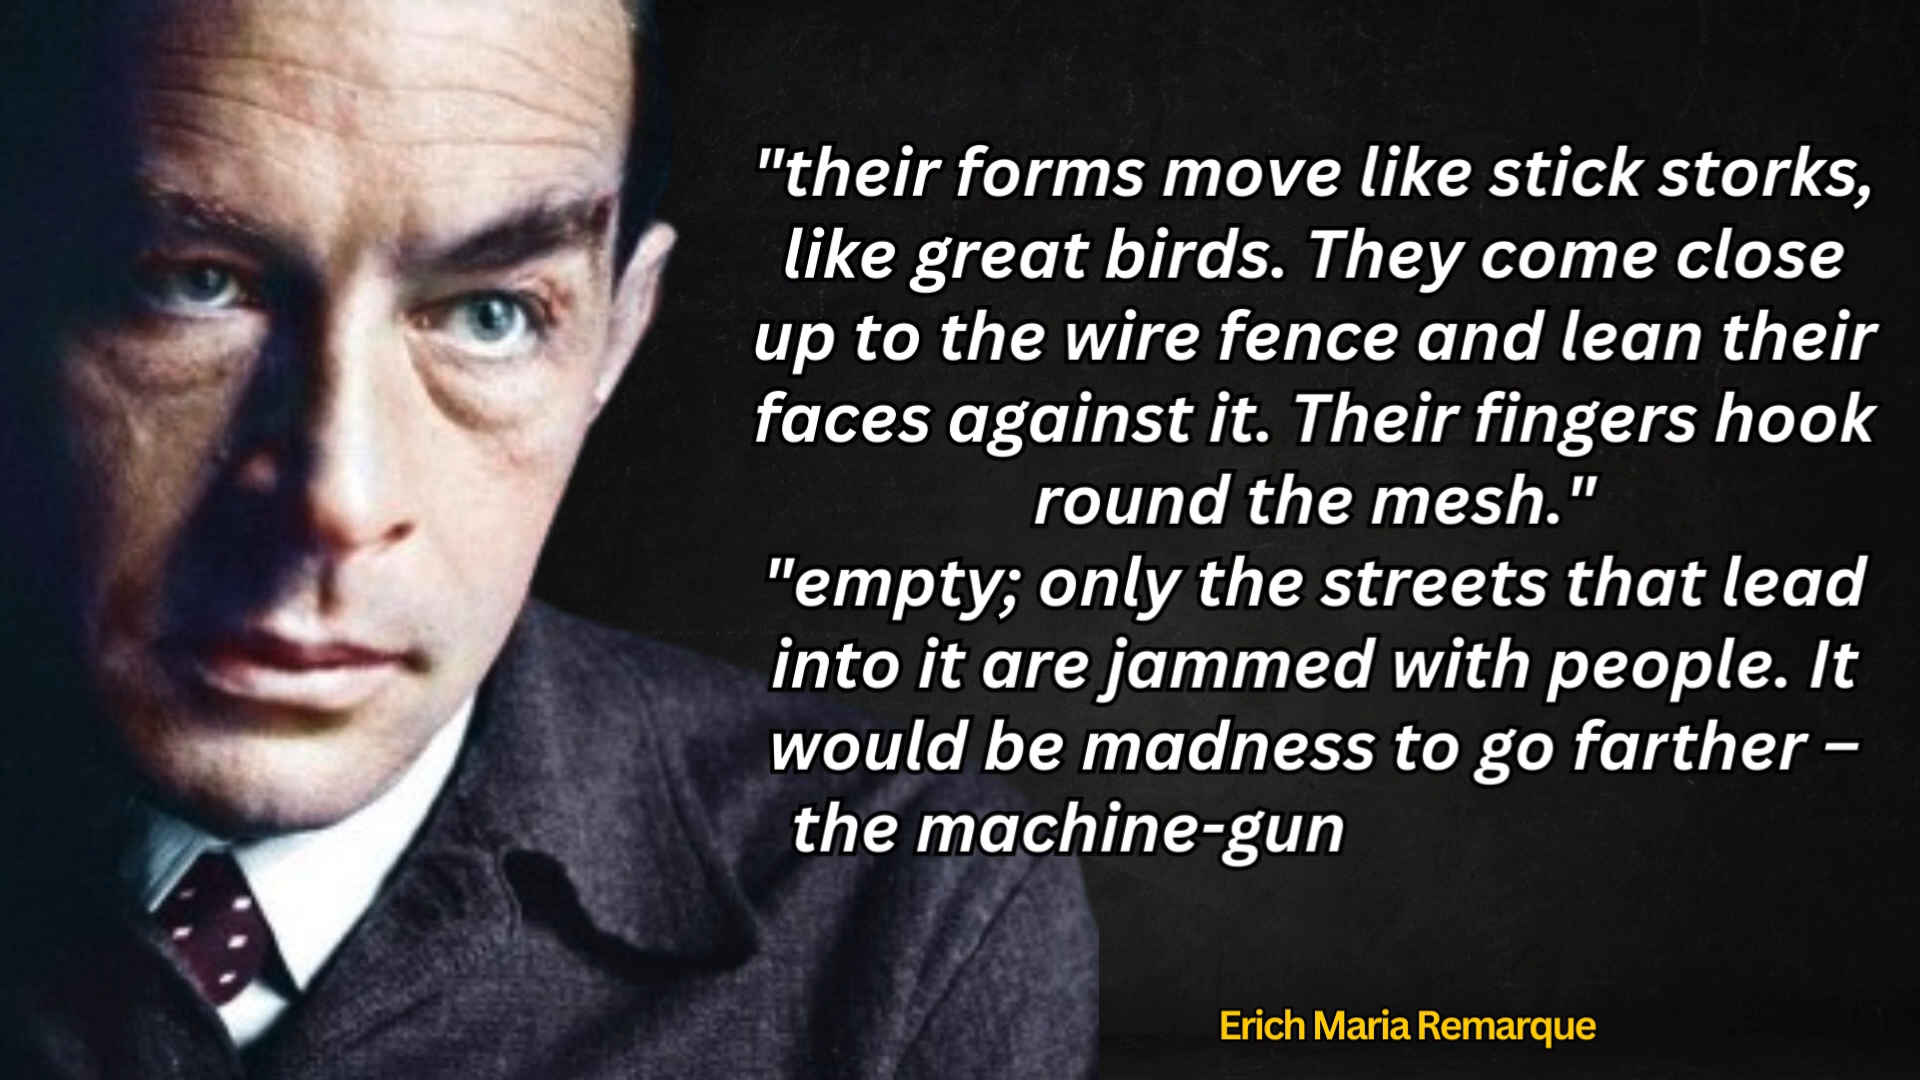 "their forms move like stick storks,
like great birds. They come close
up to the wire fence and lean their
faces against it. Their fingers hook
round the mesh."
"empty; only the streets that lead
into it are jammed with people. It
would be madness to go farther –
the machine-gun
Erich Maria Remarque